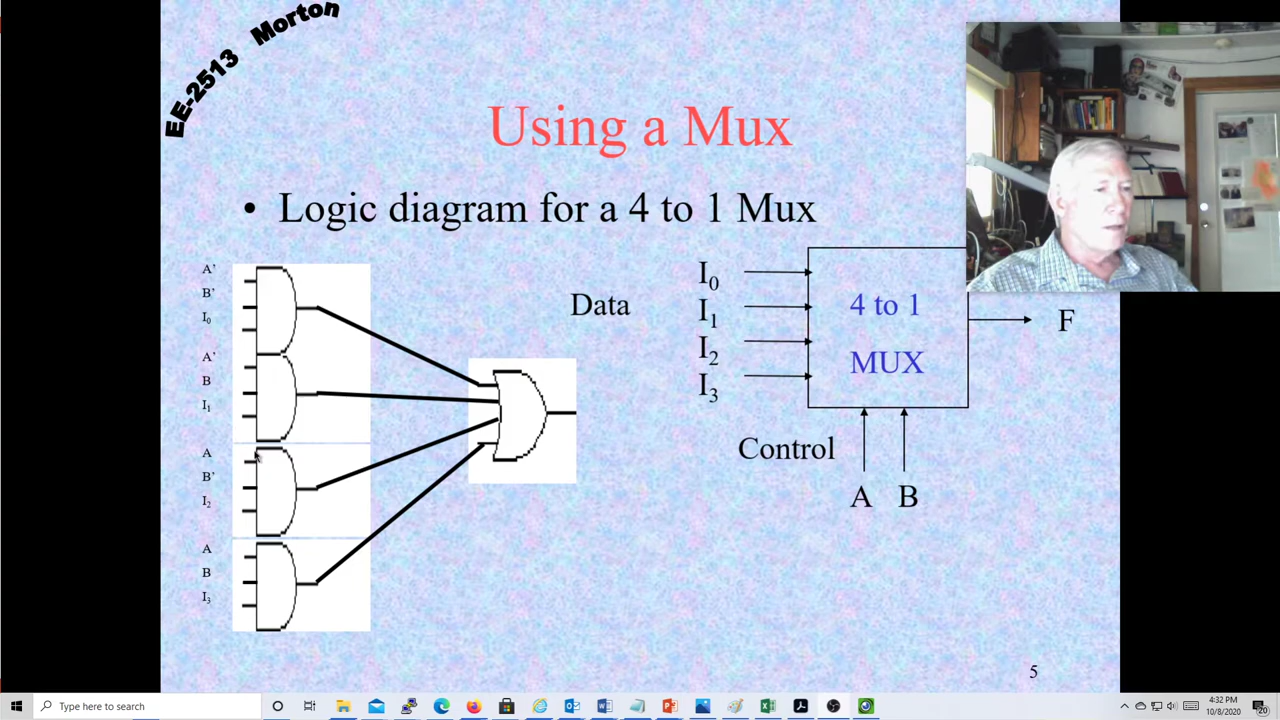 EE-2513 Morton
Using a Mux
• Logic diagram for a 4 to 1 Mux
A'
B'
I0
A'
B
I1
A
B'
I2
A
B
I3
Data
I0
I1
I2
I3
4 to 1
MUX
F
Control
A B
5
Type here to search
4:32 PM
10/8/2020
20